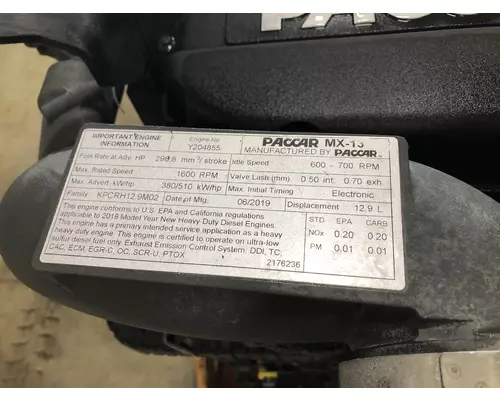 PACCAR
IMPORTANT ENGINE INFORMATION
Engine No
Y204855
PACCAR MX-13
MANUFACTURED BY PACCAR
Fuel Rate at Adv. HP 298.8 mm³/stroke
Idle Speed 600 - 700 RPM
Max. Rated Speed 1600 RPM
Valve Lash (mm) 0.50 int. 0.70 exh
Max. Advert. kW/hp 380/510 kW/hp
Max. Initial Timing Electronic
Family KPCRH12.9M02
Date of Mfg. 06/2019
Displacement 12.9 L
This engine conforms to U.S. EPA and California regulations
applicable to 2019 Model Year New Heavy Duty Diesel Engines.
This engine has a primary intended service application as a heavy
heavy duty engine. This engine is certified to operate on ultra-low
sulfur diesel fuel only. Exhaust Emission Control System: DDI, TC,
CAC, ECM, EGR-C, OC, SCR-U, PTOX
2176236
STD EPA CARB
NOx 0.20 0.20
PM 0.01 0.01